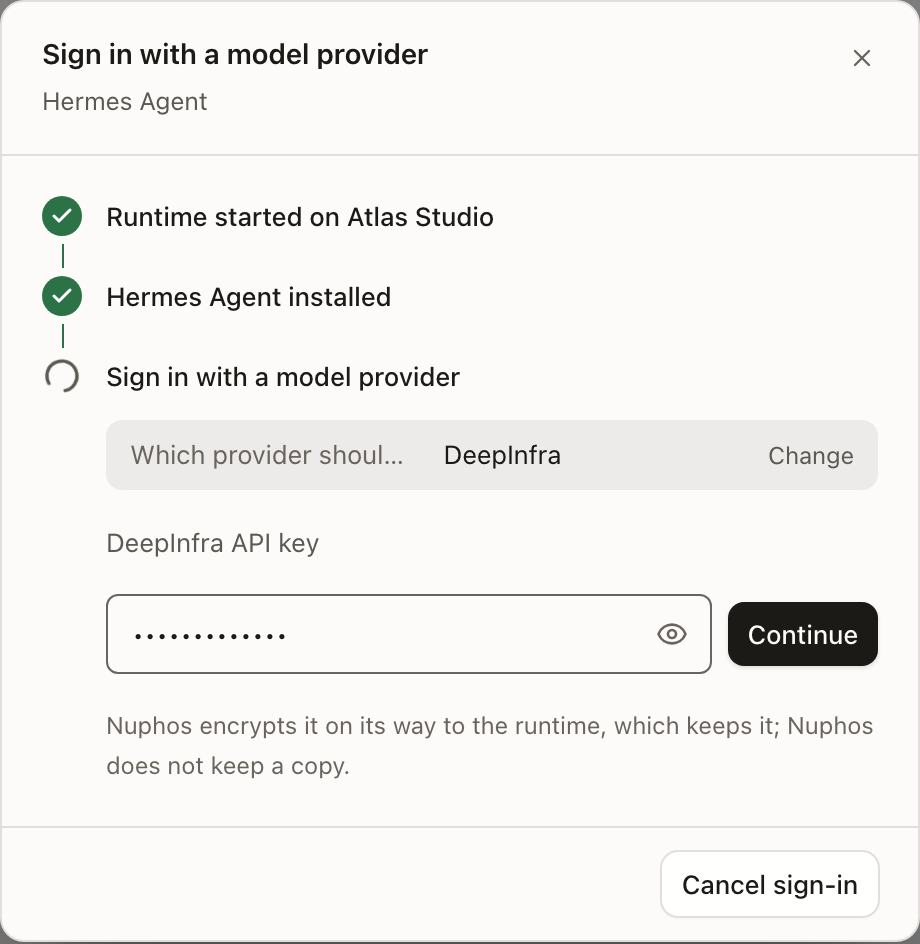 Sign in with a model provider
Hermes Agent
Runtime started on Atlas Studio
Hermes Agent installed
Sign in with a model provider
Which provider shoul... DeepInfra Change
DeepInfra API key
•••••••••••••
Continue
Nuphos encrypts it on its way to the runtime, which keeps it; Nuphos
does not keep a copy.
Cancel sign-in